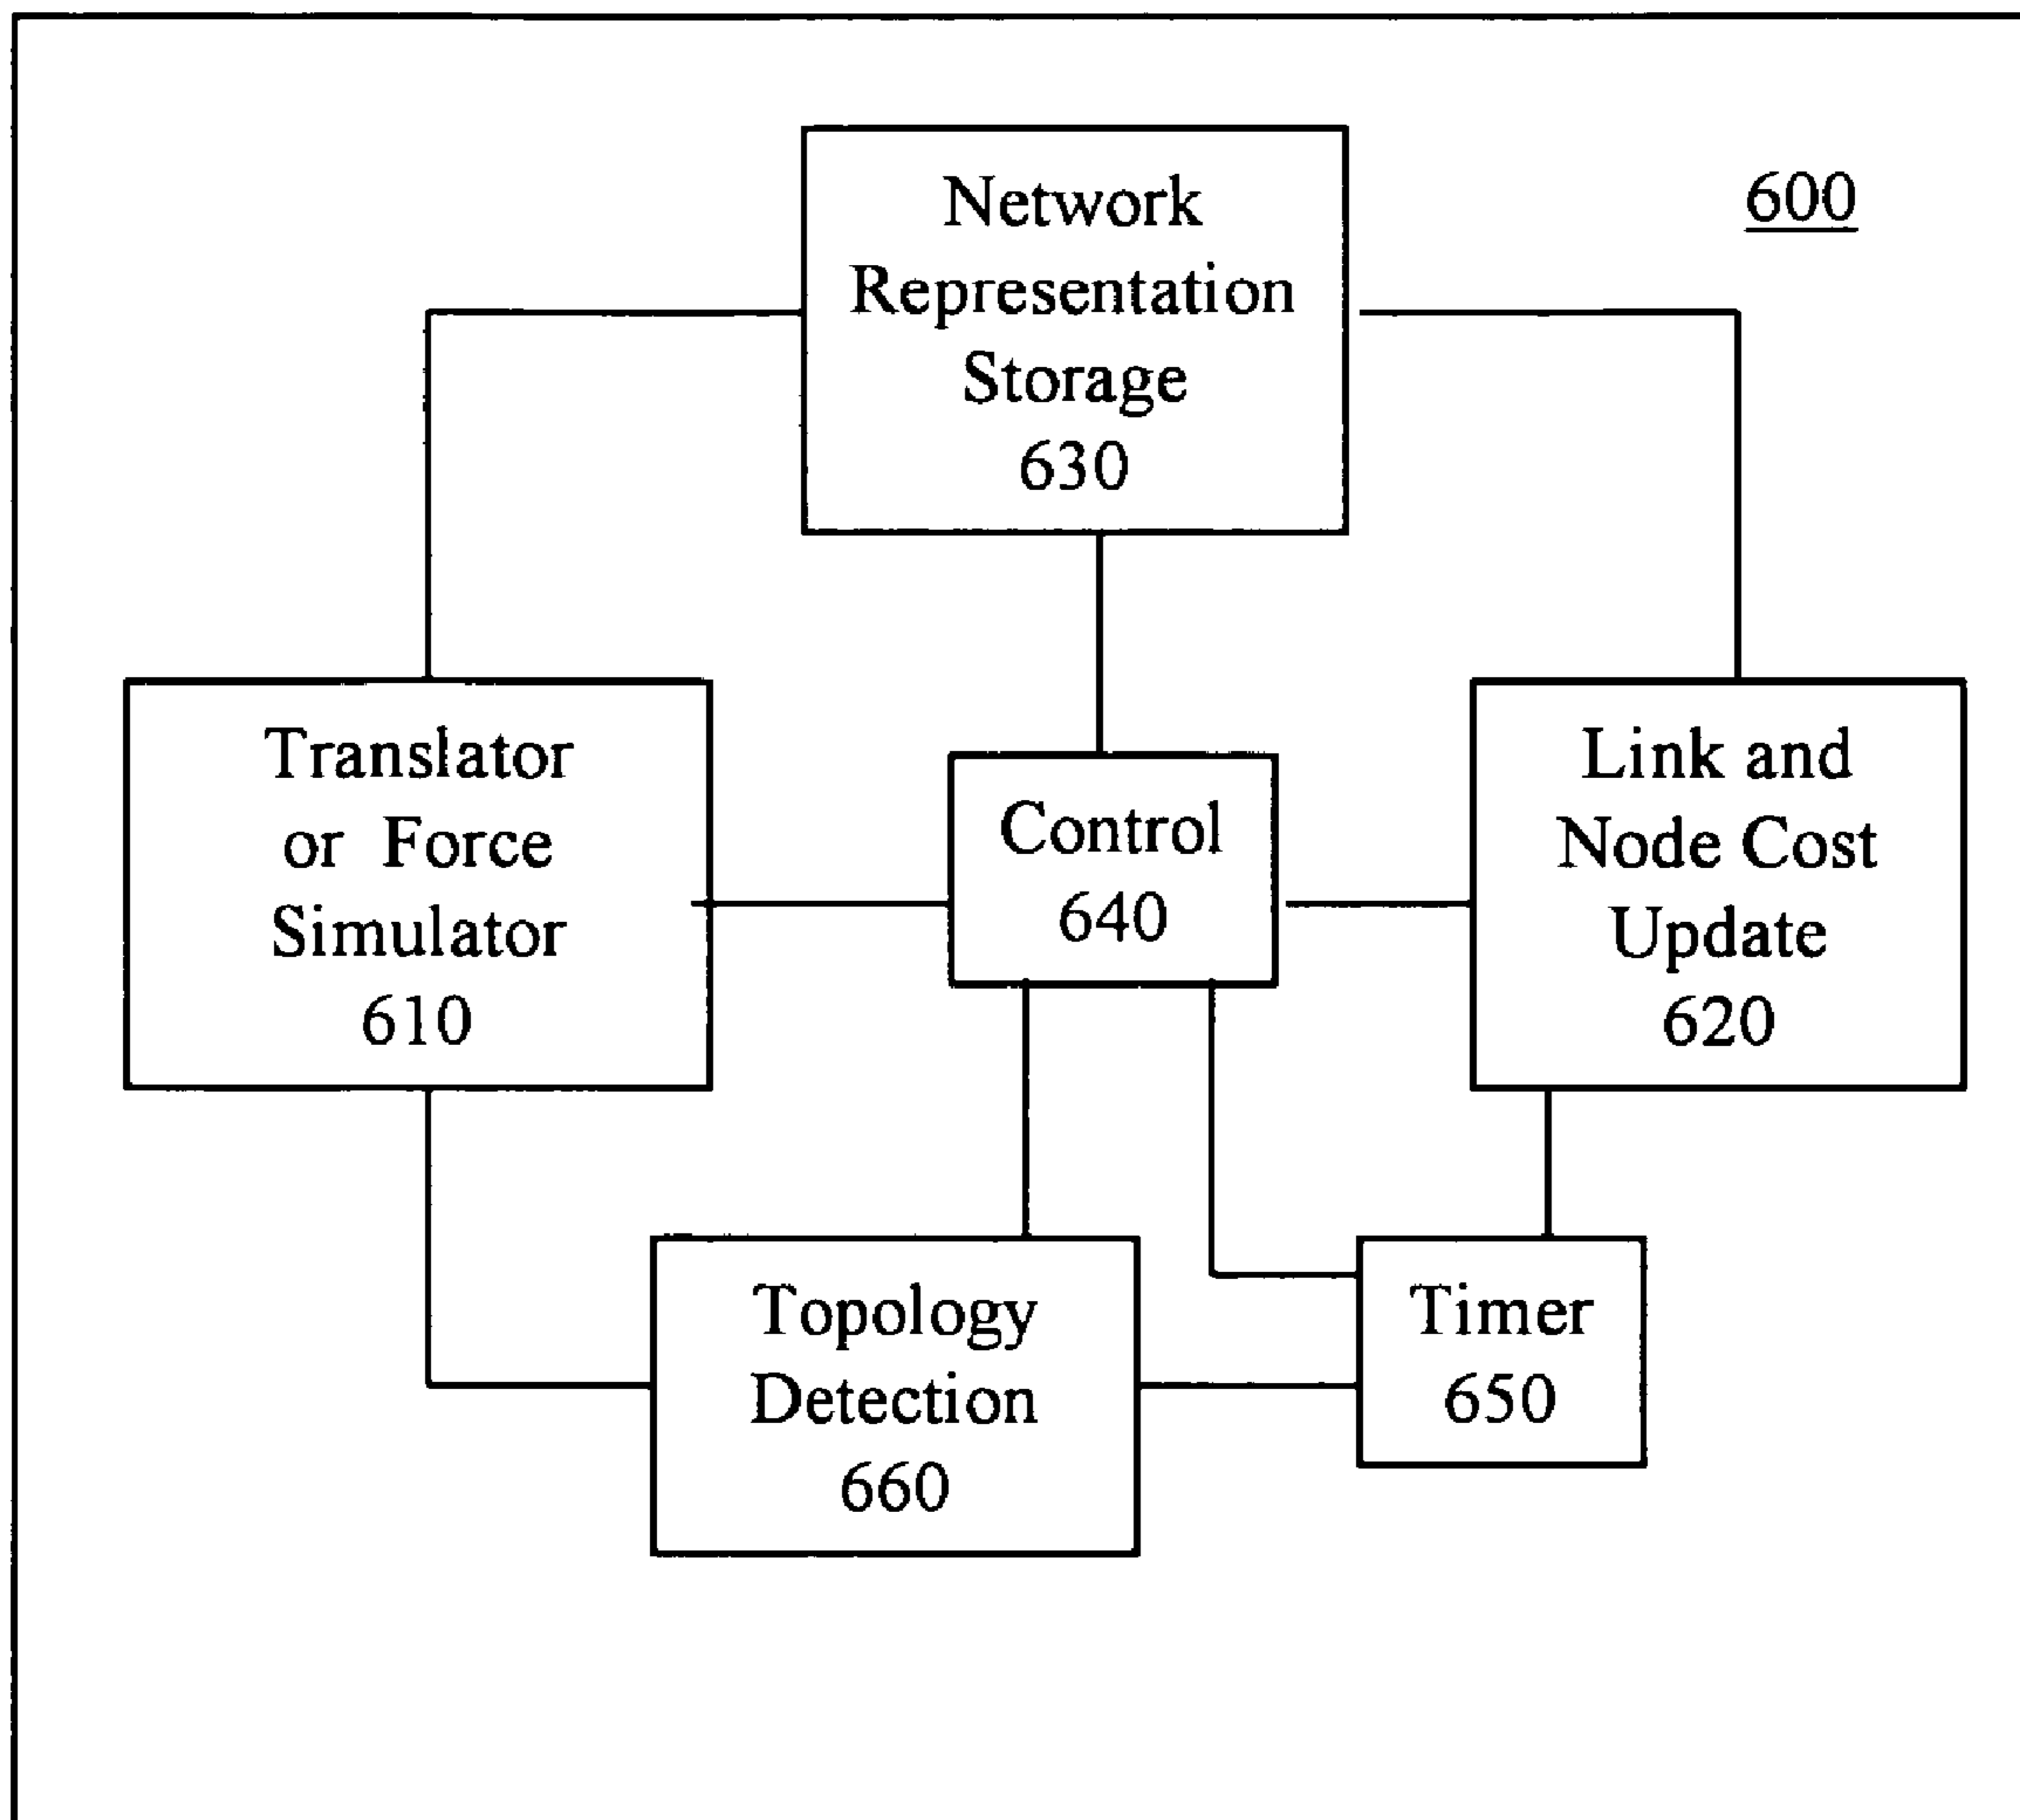 600
Network
Representation
Storage
630
Translator
or Force
Simulator
610
Control
640
Link and
Node Cost
Update
620
Topology
Detection
660
Timer
650